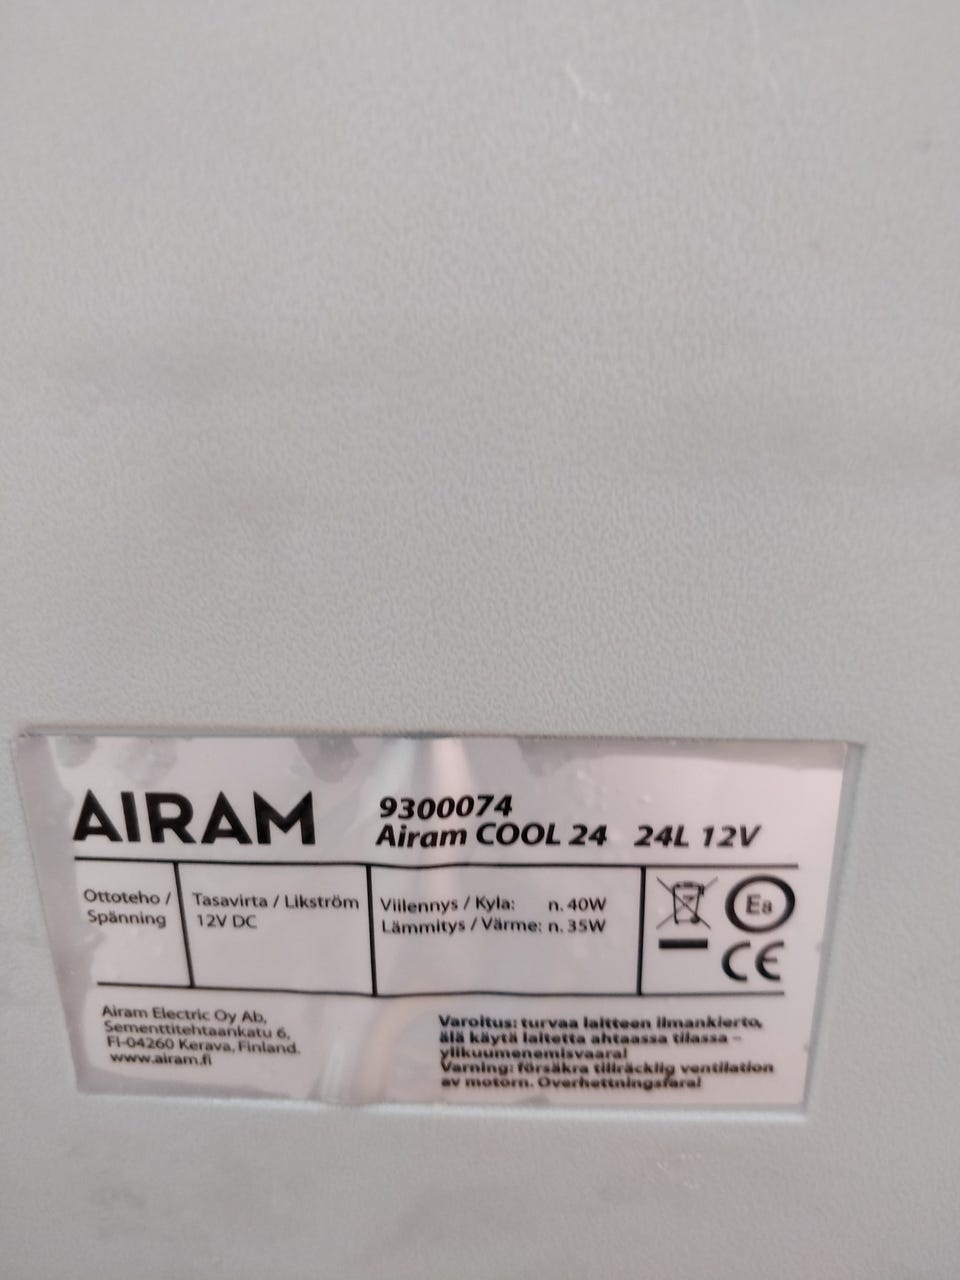 AIRAM
9300074
Airam COOL 24 24L 12V
Ottoteho /
Spänning
Tasavirta / Likström
12V DC
Viilennys / Kyla: n. 40W
Lämmitys / Värme: n. 35W
Ea
CE
Airam Electric Oy Ab,
Sementtitehtaankatu 6,
FI-04260 Kerava, Finland.
www.airam.fi
Varoitus: turvaa laitteen ilmankierto,
älä käytä laitetta ahtaassa tilassa –
ylikuumenemisvaara!
Varning: försäkra tillräcklig ventilation
av motorn. Överhettningsfara!